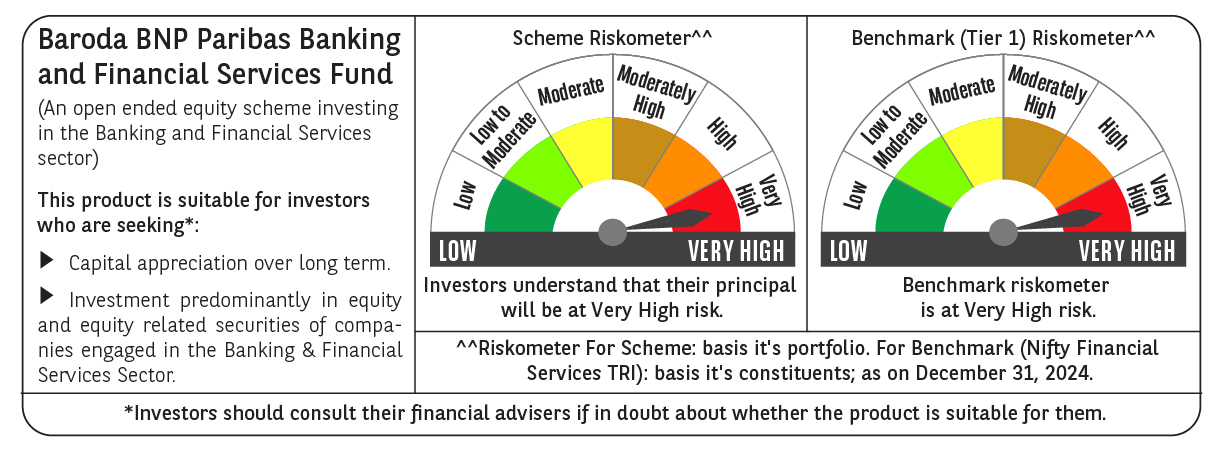 Baroda BNP Paribas Banking
and Financial Services Fund
(An open ended equity scheme investing
in the Banking and Financial Services
sector)
This product is suitable for investors
who are seeking*:
Capital appreciation over long term.
Investment predominantly in equity
and equity related securities of compa-
nies engaged in the Banking & Financial
Services Sector.
Scheme Riskometer^^
Low
Low to
Moderate
Moderate
Moderately
High
High
Very
High
LOW
VERY HIGH
Investors understand that their principal
will be at Very High risk.
Benchmark (Tier 1) Riskometer^^
Low
Low to
Moderate
Moderate
Moderately
High
High
Very
High
LOW
VERY HIGH
Benchmark riskometer
is at Very High risk.
^^Riskometer For Scheme: basis it's portfolio. For Benchmark (Nifty Financial
Services TRI): basis it's constituents; as on December 31, 2024.
*Investors should consult their financial advisers if in doubt about whether the product is suitable for them.